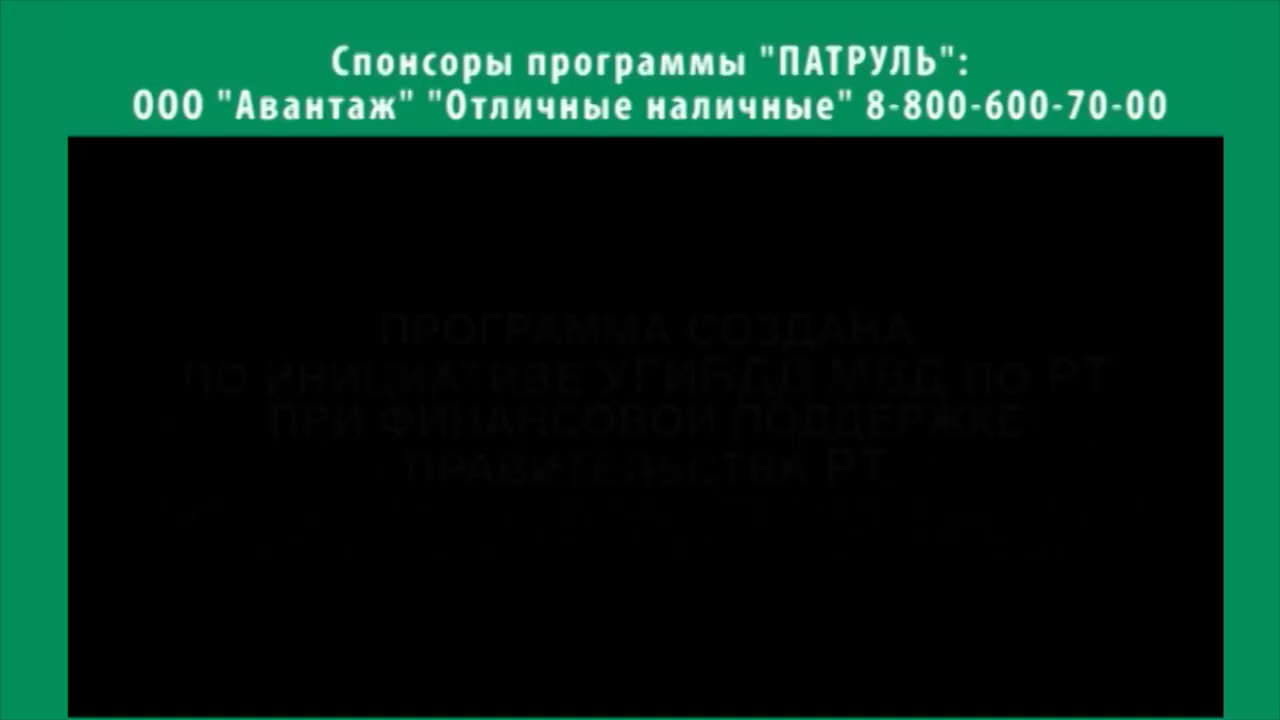 Спонсоры программы "ПАТРУЛЬ":
ООО "Авантаж" "Отличные наличные" 8-800-600-70-00
ПРОГРАММА СОЗДАНА
ПО ИНИЦИАТИВЕ УГИБДД МВД ПО РТ
ПРИ ФИНАНСОВОЙ ПОДДЕРЖКЕ
ПРАВИТЕЛЬСТВА РТ